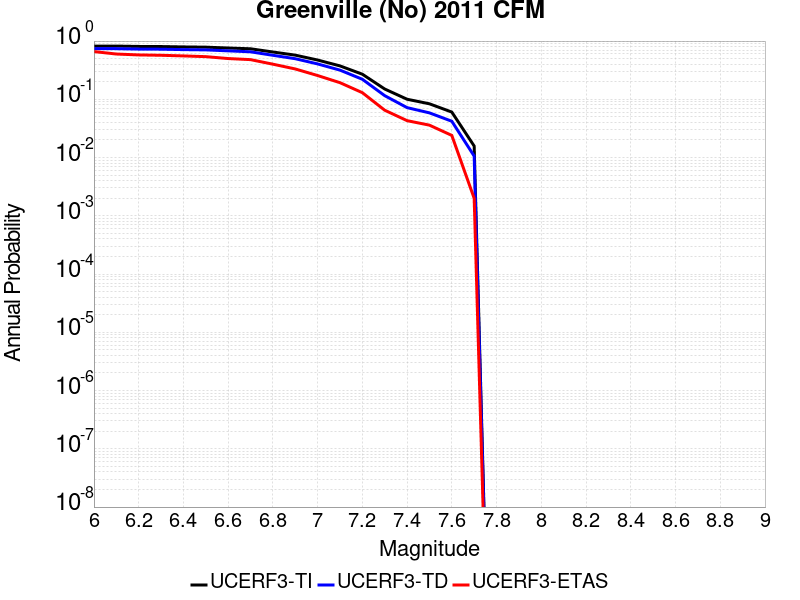 Greenville (No) 2011 CFM
10^0
10^-1
10^-2
10^-3
10^-4
10^-5
10^-6
10^-7
10^-8
Annual Probability
6 6.2 6.4 6.6 6.8 7 7.2 7.4 7.6 7.8 8 8.2 8.4 8.6 8.8 9
Magnitude
UCERF3-TI UCERF3-TD UCERF3-ETAS